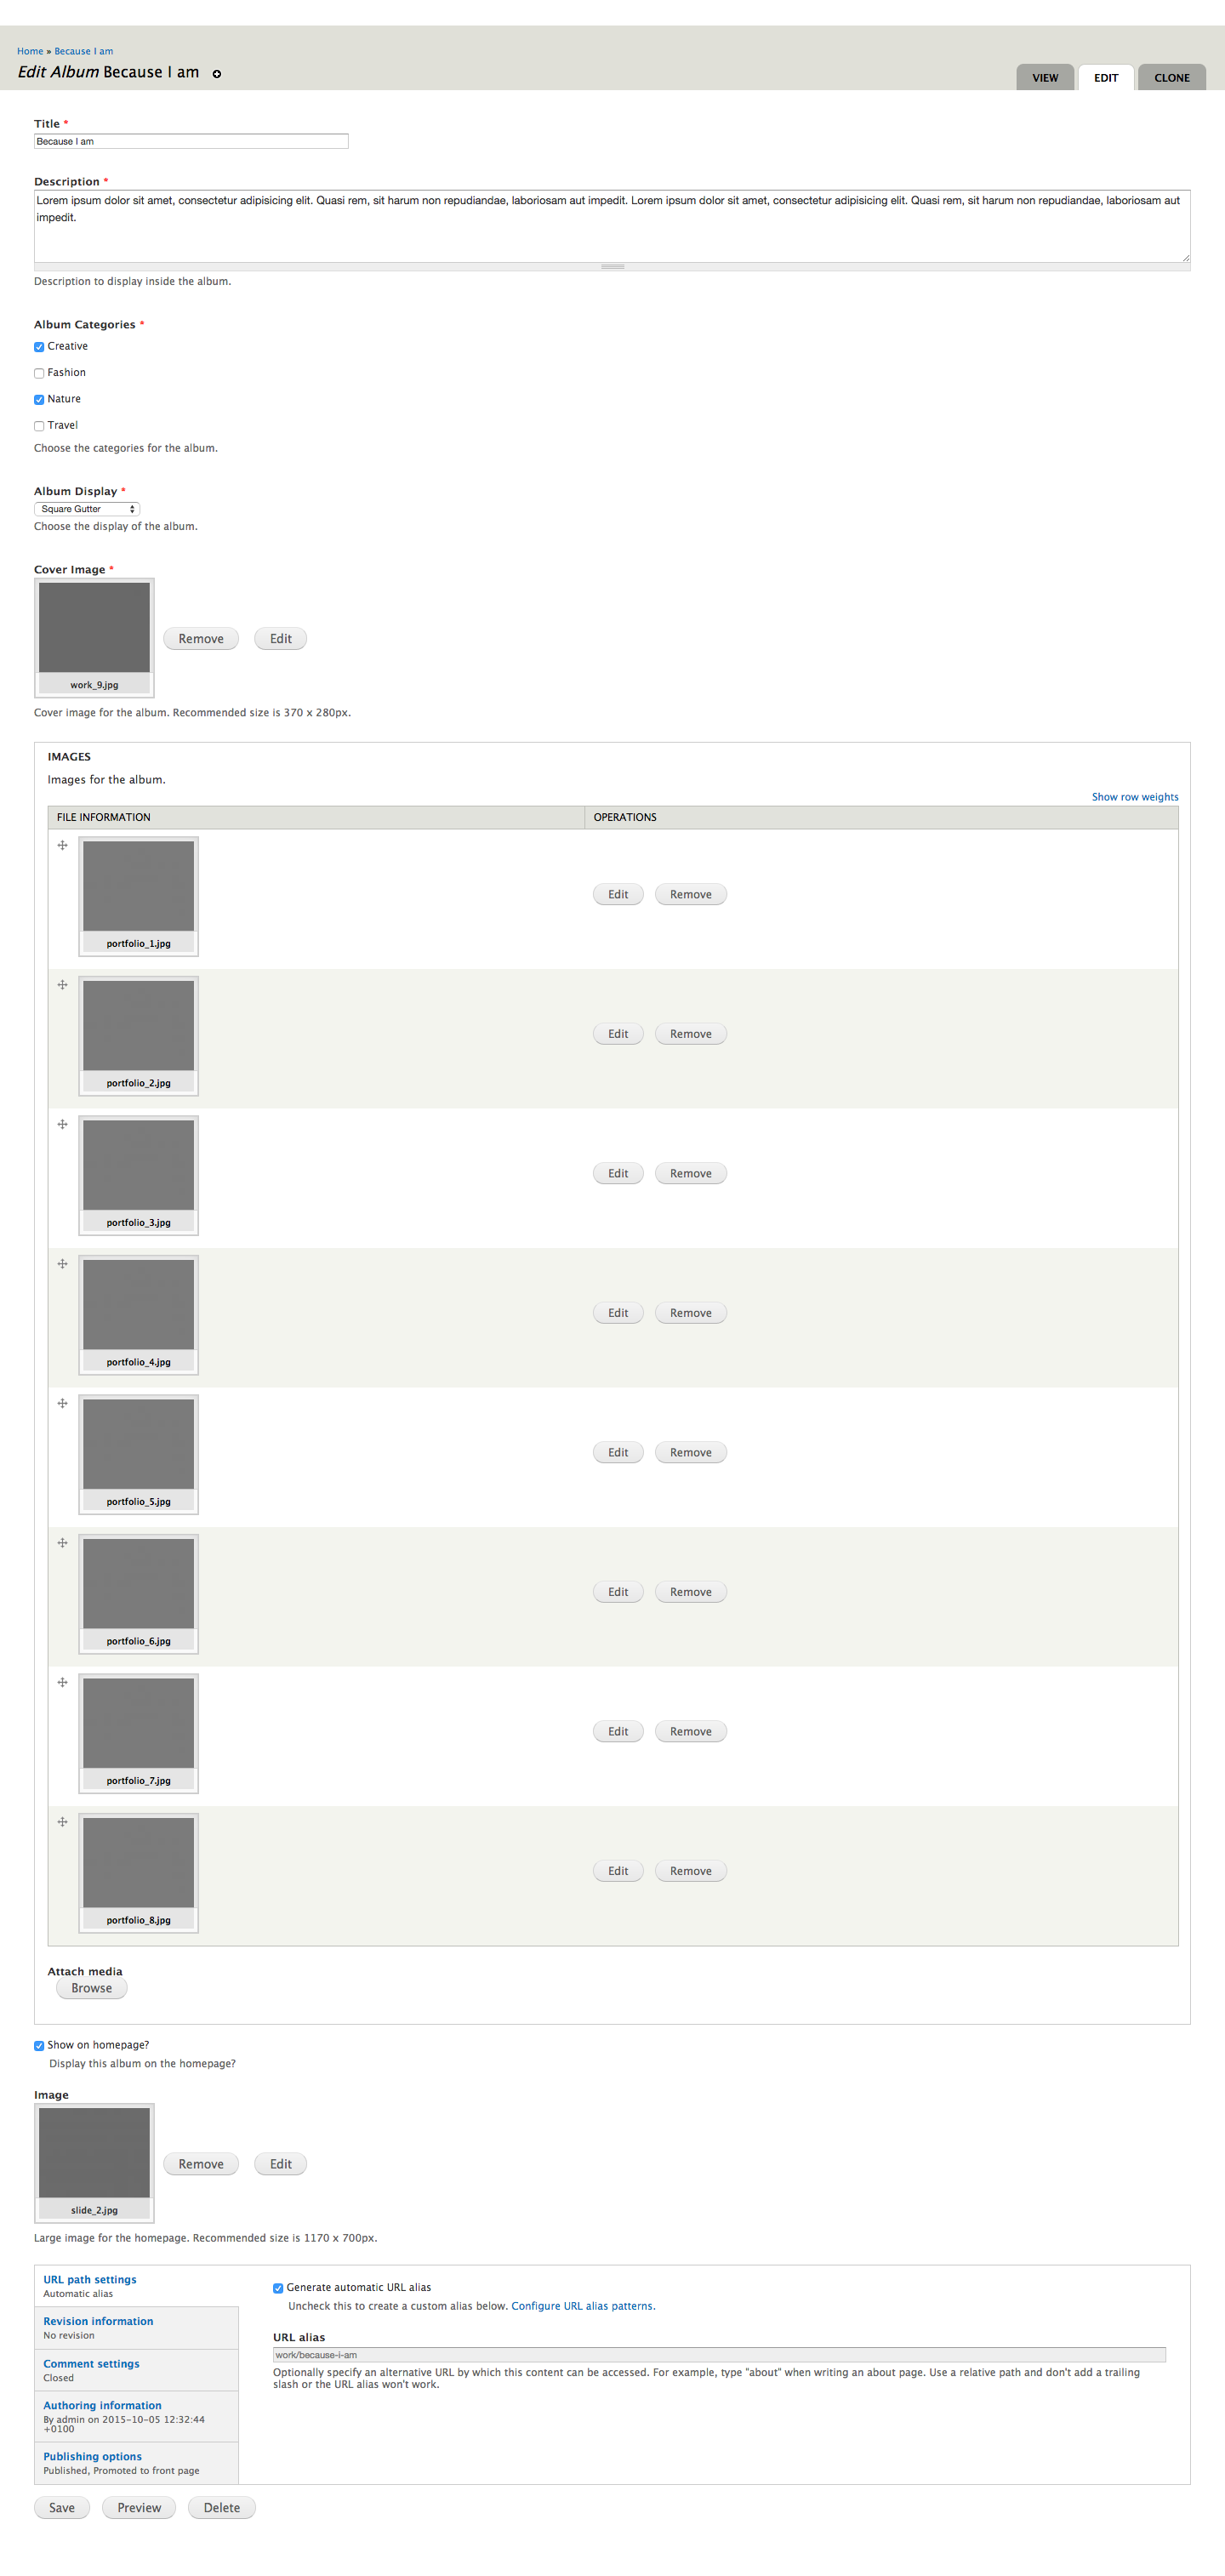 Home » Because I am
Edit Album Because I am
VIEW
EDIT
CLONE
Title *
Because I am
Description *
Lorem ipsum dolor sit amet, consectetur adipisicing elit. Quasi rem, sit harum non repudiandae, laboriosam aut impedit. Lorem ipsum dolor sit amet, consectetur adipisicing elit. Quasi rem, sit harum non repudiandae, laboriosam aut
impedit.
Description to display inside the album.
Album Categories *
Creative
Fashion
Nature
Travel
Choose the categories for the album.
Album Display *
Square Gutter
Choose the display of the album.
Cover Image *
Remove
Edit
work_9.jpg
Cover image for the album. Recommended size is 370 x 280px.
IMAGES
Images for the album.
Show row weights
FILE INFORMATION
OPERATIONS
Edit
Remove
portfolio_1.jpg
Edit
Remove
portfolio_2.jpg
Edit
Remove
portfolio_3.jpg
Edit
Remove
portfolio_4.jpg
Edit
Remove
portfolio_5.jpg
Edit
Remove
portfolio_6.jpg
Edit
Remove
portfolio_7.jpg
Edit
Remove
portfolio_8.jpg
Attach media
Browse
Show on homepage?
Display this album on the homepage?
Image
Remove
Edit
slide_2.jpg
Large image for the homepage. Recommended size is 1170 x 700px.
URL path settings
Automatic alias
Revision information
No revision
Comment settings
Closed
Authoring information
By admin on 2015-10-05 12:32:44
+0100
Publishing options
Published, Promoted to front page
Generate automatic URL alias
Uncheck this to create a custom alias below. Configure URL alias patterns.
URL alias
work/because-i-am
Optionally specify an alternative URL by which this content can be accessed. For example, type "about" when writing an about page. Use a relative path and don't add a trailing
slash or the URL alias won't work.
Save
Preview
Delete